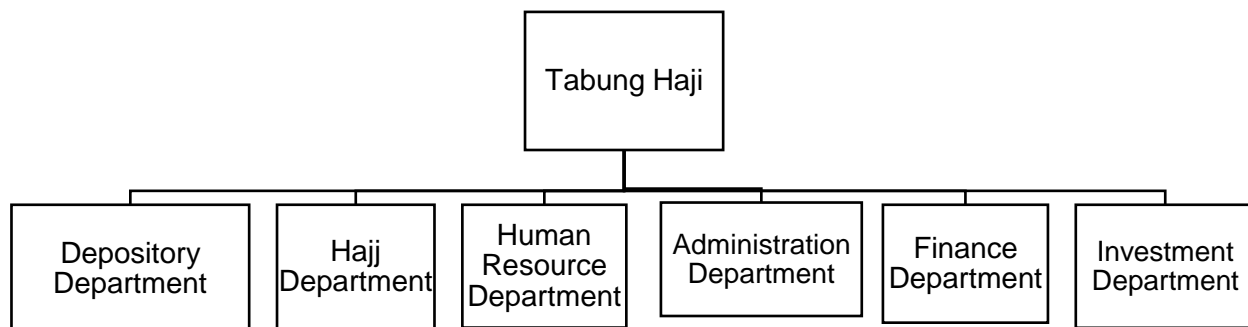 Tabung Haji
Depository
Department
Hajj
Department
Human
Resource
Department
Administration
Department
Finance
Department
Investment
Department